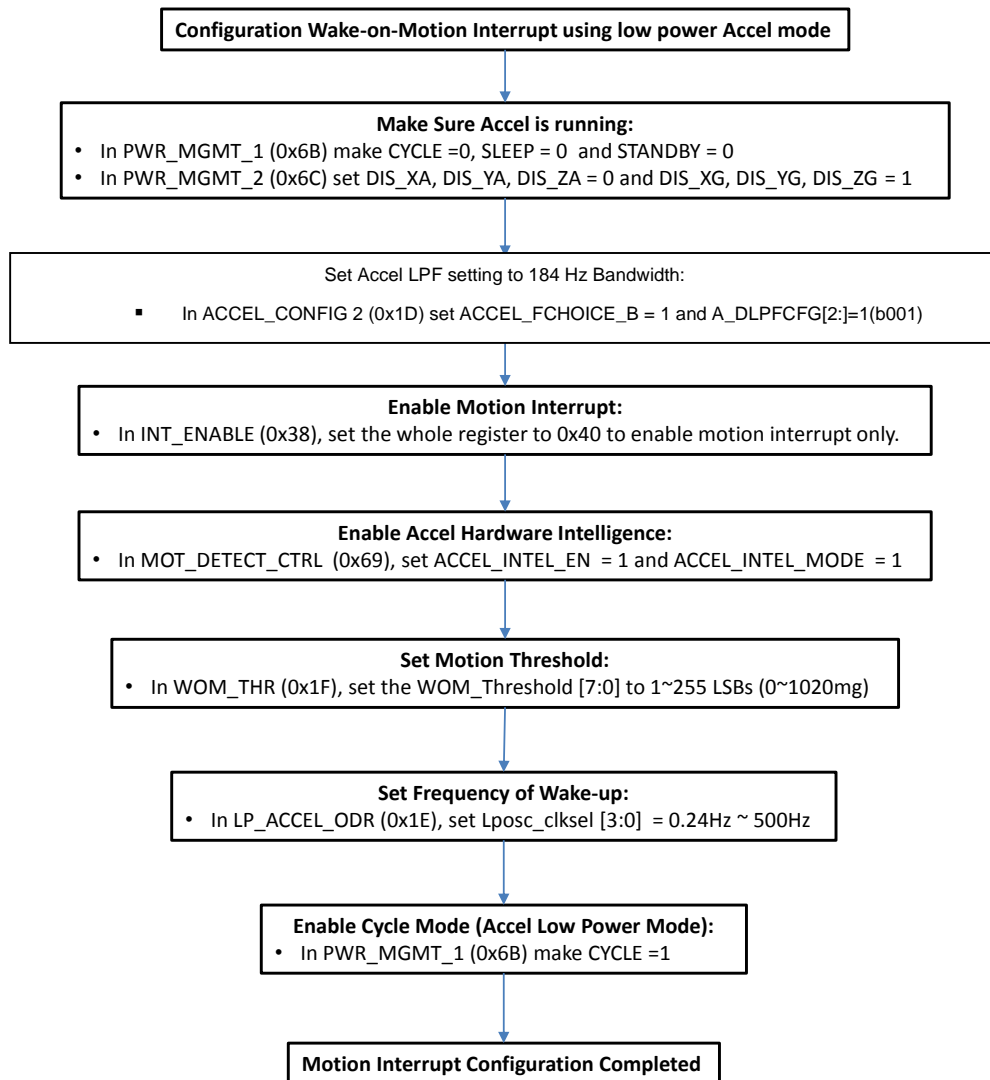 Configuration Wake-on-Motion Interrupt using low power Accel mode
Make Sure Accel is running:
• In PWR_MGMT_1 (0x6B) make CYCLE =0, SLEEP = 0 and STANDBY = 0
• In PWR_MGMT_2 (0x6C) set DIS_XA, DIS_YA, DIS_ZA = 0 and DIS_XG, DIS_YG, DIS_ZG = 1
Set Accel LPF setting to 184 Hz Bandwidth:
▪ In ACCEL_CONFIG 2 (0x1D) set ACCEL_FCHOICE_B = 1 and A_DLPFCFG[2:]=1(b001)
Enable Motion Interrupt:
• In INT_ENABLE (0x38), set the whole register to 0x40 to enable motion interrupt only.
Enable Accel Hardware Intelligence:
• In MOT_DETECT_CTRL (0x69), set ACCEL_INTEL_EN = 1 and ACCEL_INTEL_MODE = 1
Set Motion Threshold:
• In WOM_THR (0x1F), set the WOM_Threshold [7:0] to 1~255 LSBs (0~1020mg)
Set Frequency of Wake-up:
• In LP_ACCEL_ODR (0x1E), set Lposc_clksel [3:0] = 0.24Hz ~ 500Hz
Enable Cycle Mode (Accel Low Power Mode):
• In PWR_MGMT_1 (0x6B) make CYCLE =1
Motion Interrupt Configuration Completed